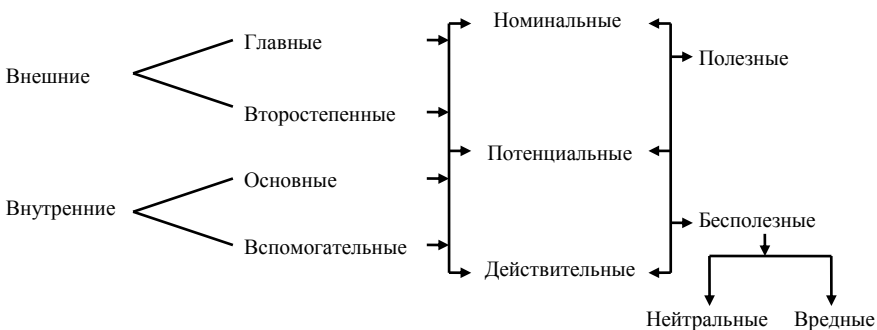 Внешние
Главные
Второстепенные
Внутренние
Основные
Вспомогательные
Номинальные
Потенциальные
Действительные
Полезные
Бесполезные
Нейтральные
Вредные